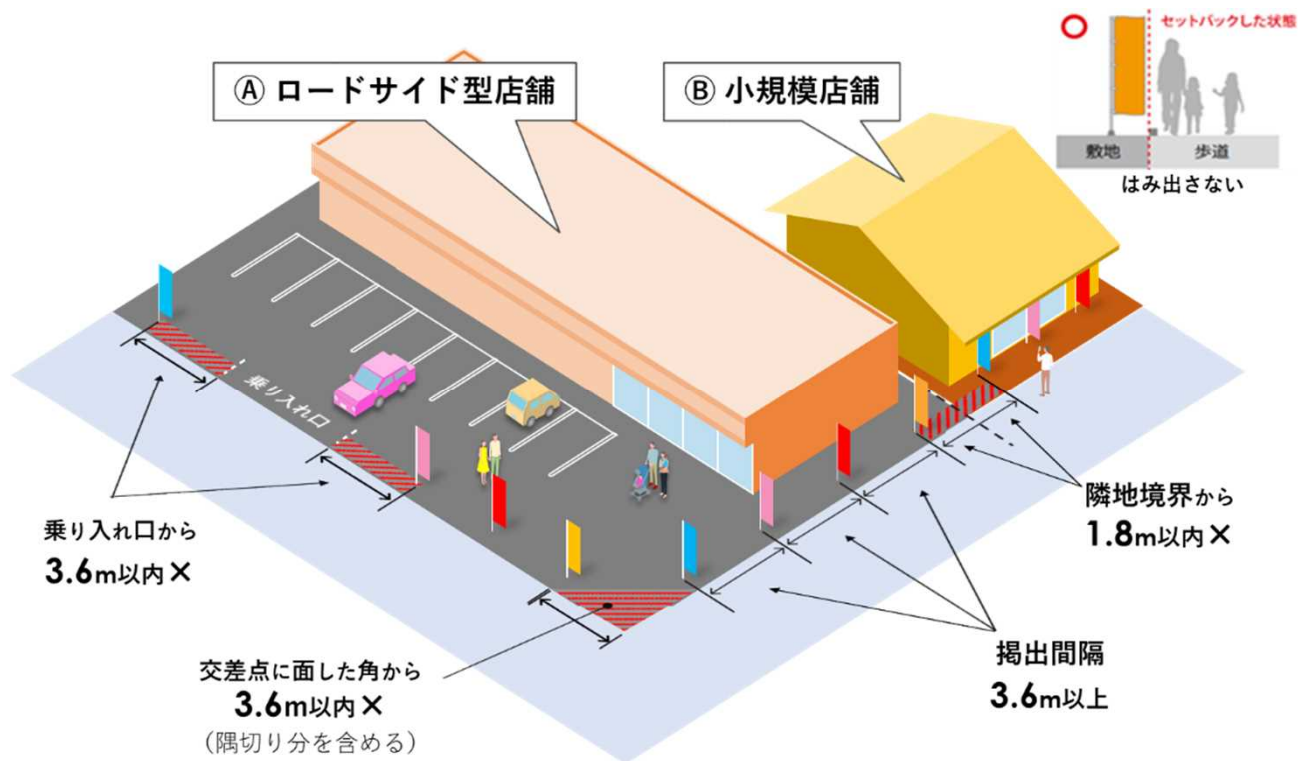 Ⓐ ロードサイド型店舗
Ⓑ 小規模店舗
セットバックした状態
敷地
歩道
はみ出さない
乗り入れ口
乗り入れ口から
3.6m以内×
交差点に面した角から
3.6m以内×
（隅切り分を含める）
隣地境界から
1.8m以内×
掲出間隔
3.6m以上